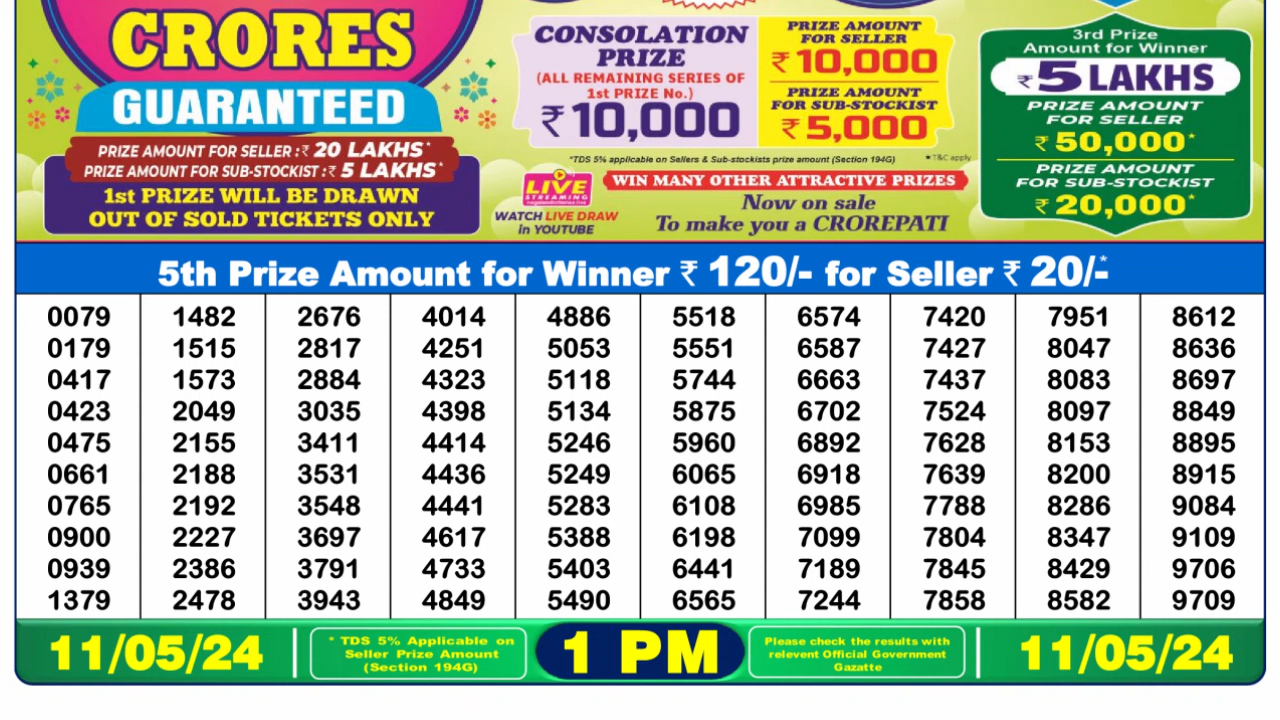 CRORES
GUARANTEED
PRIZE AMOUNT FOR SELLER :₹ 20 LAKHS*
PRIZE AMOUNT FOR SUB-STOCKIST :₹ 5 LAKHS*
1st PRIZE WILL BE DRAWN
OUT OF SOLD TICKETS ONLY
CONSOLATION
PRIZE
(ALL REMAINING SERIES OF
1st PRIZE No.)
₹ 10,000
PRIZE AMOUNT
FOR SELLER
₹ 10,000
PRIZE AMOUNT
FOR SUB-STOCKIST
₹ 5,000
*TDS 5% applicable on Sellers & Sub-stockists prize amount (Section 194G)
* T&C apply
LIVE
STREAMING
WATCH LIVE DRAW
in YOUTUBE
WIN MANY OTHER ATTRACTIVE PRIZES
Now on sale
To make you a CROREPATI
3rd Prize
Amount for Winner
₹ 5 LAKHS
PRIZE AMOUNT
FOR SELLER
₹ 50,000*
PRIZE AMOUNT
FOR SUB-STOCKIST
₹ 20,000*
5th Prize Amount for Winner ₹ 120/- for Seller ₹ 20/-*
0079 1482 2676 4014 4886 5518 6574 7420 7951 8612
0179 1515 2817 4251 5053 5551 6587 7427 8047 8636
0417 1573 2884 4323 5118 5744 6663 7437 8083 8697
0423 2049 3035 4398 5134 5875 6702 7524 8097 8849
0475 2155 3411 4414 5246 5960 6892 7628 8153 8895
0661 2188 3531 4436 5249 6065 6918 7639 8200 8915
0765 2192 3548 4441 5283 6108 6985 7788 8286 9084
0900 2227 3697 4617 5388 6198 7099 7804 8347 9109
0939 2386 3791 4733 5403 6441 7189 7845 8429 9706
1379 2478 3943 4849 5490 6565 7244 7858 8582 9709
11/05/24
* TDS 5% Applicable on
Seller Prize Amount
(Section 194G)
1 PM
Please check the results with
relevent Official Government
Gazatte
11/05/24